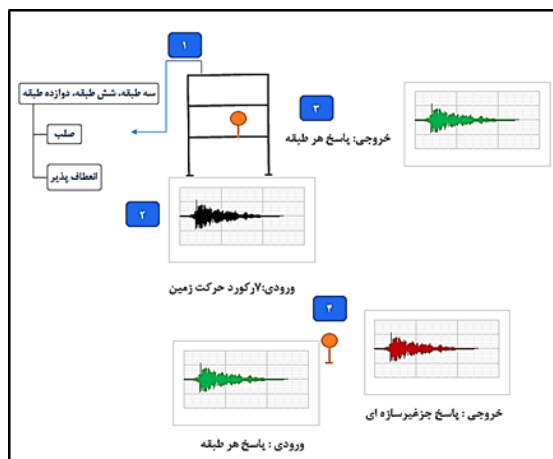 ۱
سه طبقه، شش طبقه، دوازده طبقه
صلب
انعطاف پذیر
۳
خروجی: پاسخ هر طبقه
۲
ورودی:۷رکورد حرکت زمین
۴
خروجی : پاسخ جزغیرسازه ای
ورودی : پاسخ هر طبقه